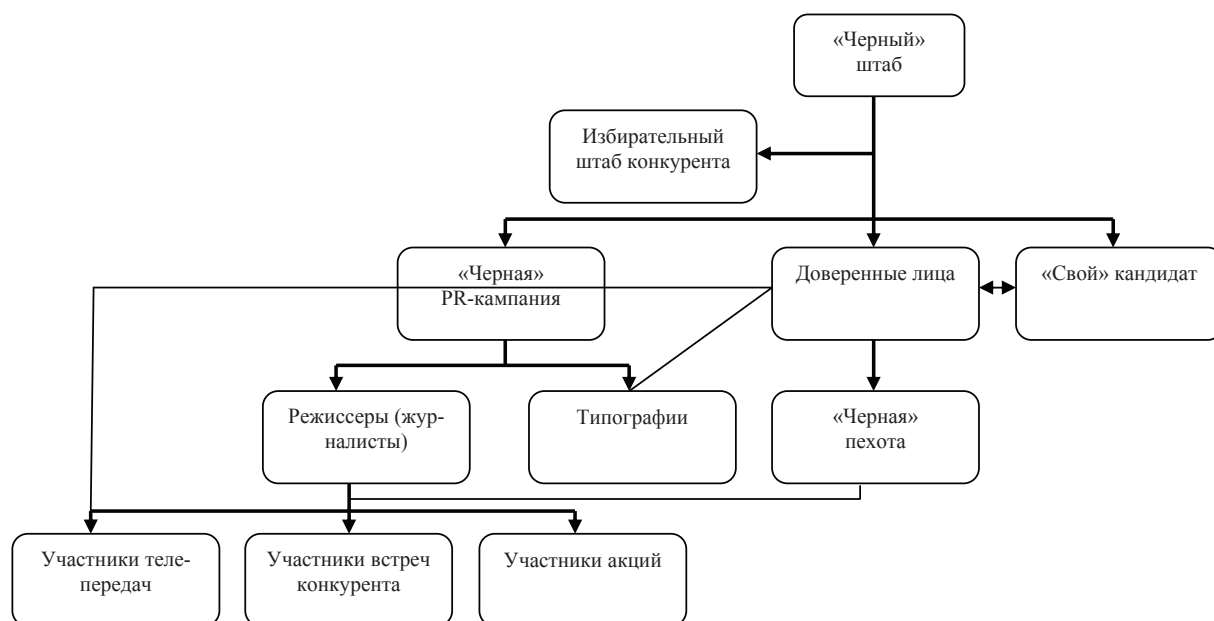 «Черный»
штаб
Избирательный
штаб конкурента
«Черная»
PR-кампания
Доверенные лица
«Свой» кандидат
Режиссеры (жур-
налисты)
Типографии
«Черная»
пехота
Участники теле-
передач
Участники встреч
конкурента
Участники акций